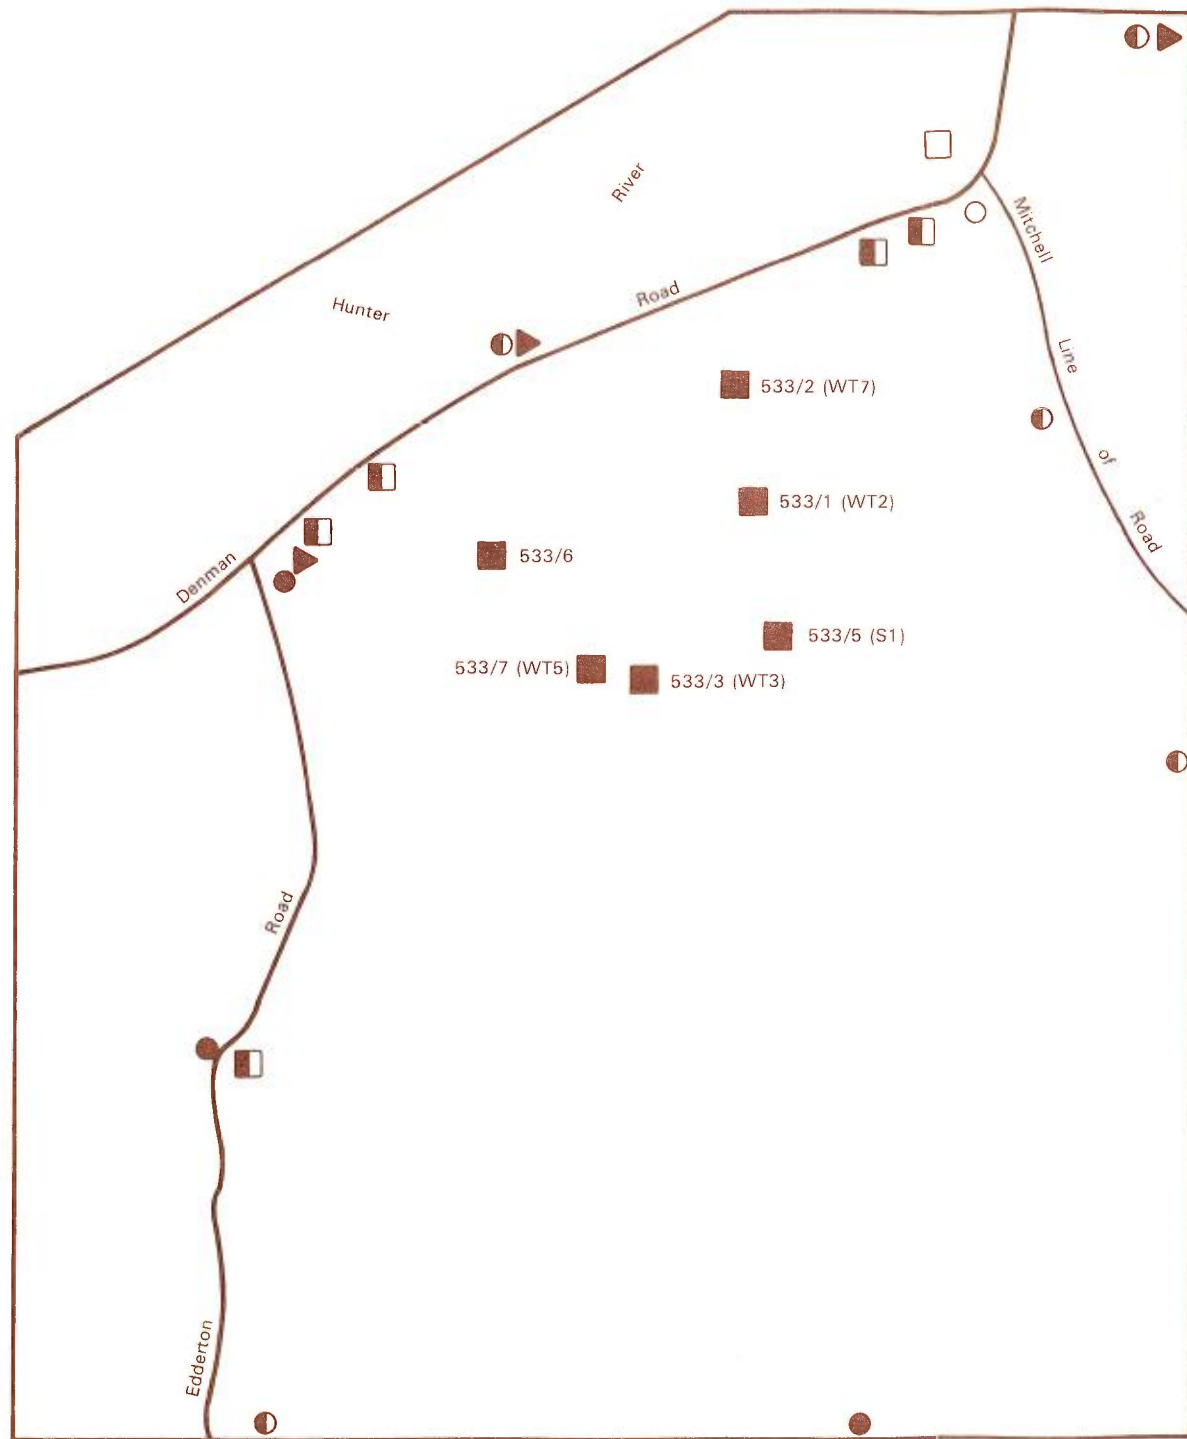 River
Mitchell
Hunter
Road
Line
533/2 (WT7)
of
533/1 (WT2)
Road
533/6
Denman
533/5 (S1)
533/7 (WT5)
533/3 (WT3)
Road
Edderton